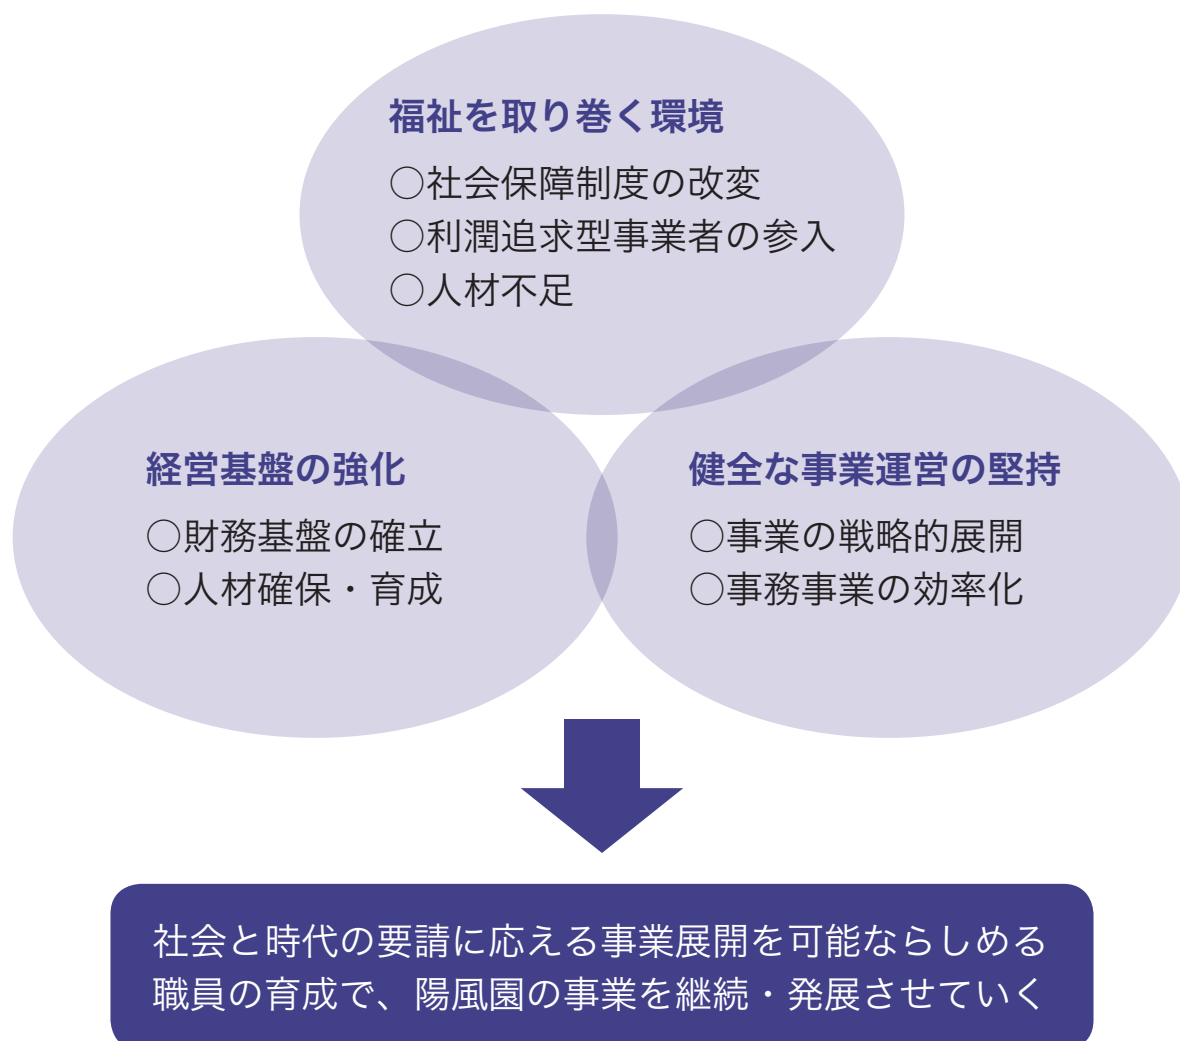 福祉を取り巻く環境
○社会保障制度の改変
○利潤追求型事業者の参入
○人材不足
経営基盤の強化
○財務基盤の確立
○人材確保・育成
健全な事業運営の堅持
○事業の戦略的展開
○事務事業の効率化
社会と時代の要請に応える事業展開を可能ならしめる
職員の育成で、陽風園の事業を継続・発展させていく